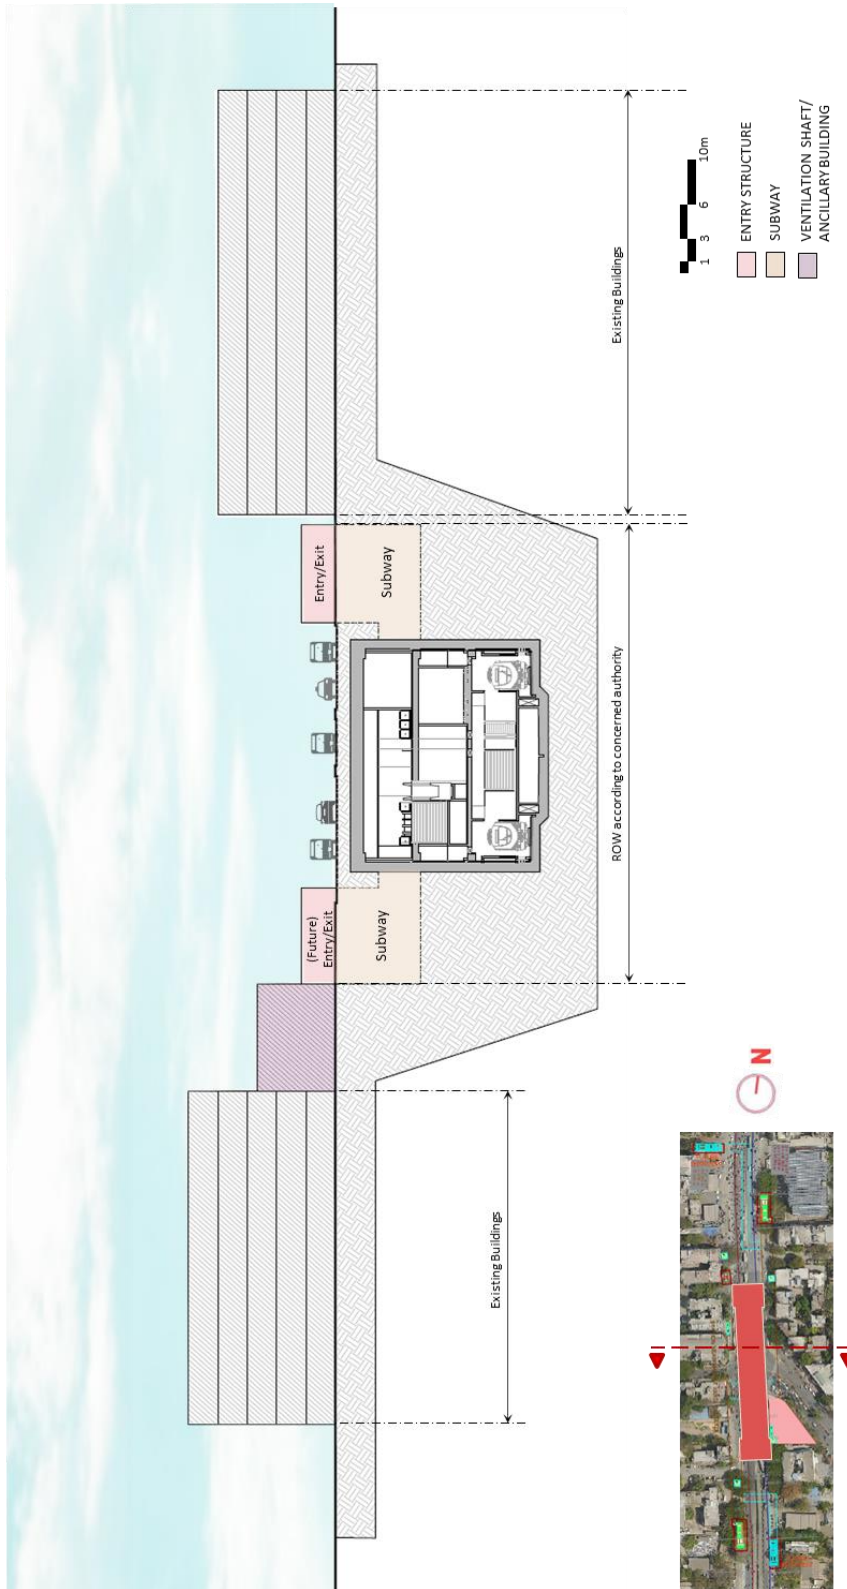 Existing Buildings
(Future)
Entry/Exit
Subway
ROW according to concerned authority
Entry/Exit
Subway
Existing Buildings
1 3 6 10m
ENTRY STRUCTURE
SUBWAY
VENTILATION SHAFT/
ANCILLARY BUILDING
N